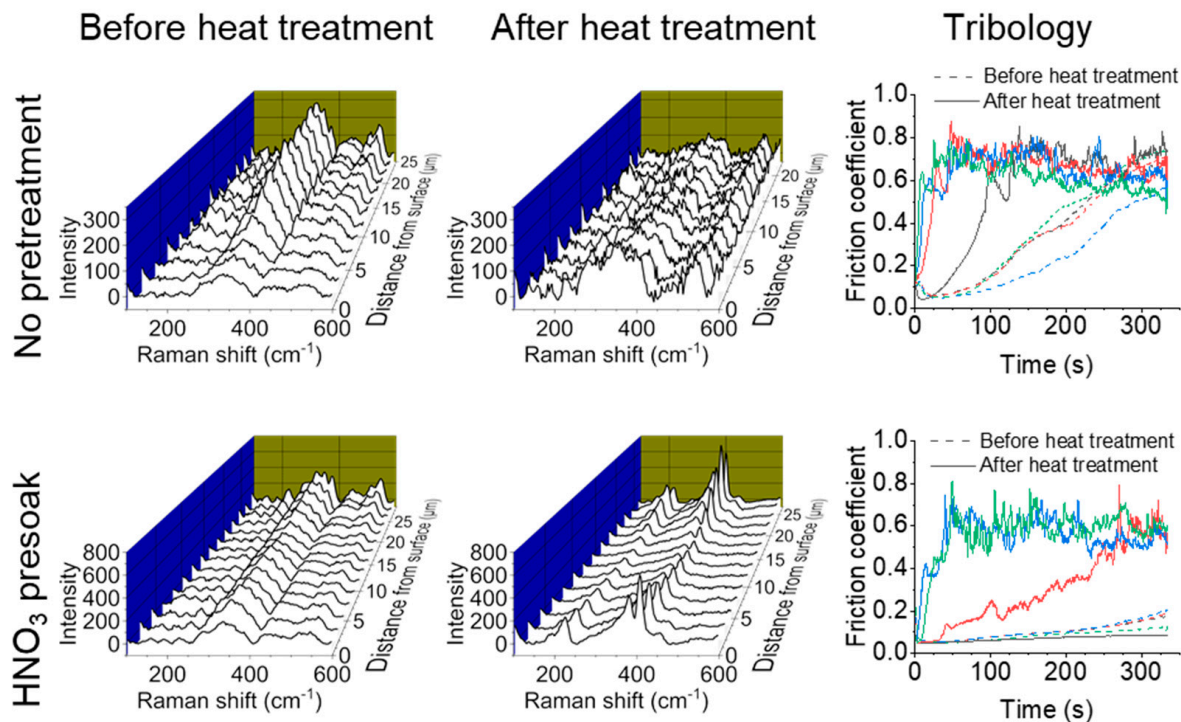 Before heat treatment
After heat treatment
Tribology
No pretreatment
Intensity
300
200
100
0
200
400
600
Raman shift (cm-1)
0
5
10
15
20
25
Distance from surface (µm)
Intensity
300
200
100
0
200
400
600
Raman shift (cm-1)
0
5
10
15
20
Distance from surface (µm)
Before heat treatment
After heat treatment
Friction coefficient
1.0
0.8
0.6
0.4
0.2
0.0
0
100
200
300
Time (s)
HNO3 presoak
Intensity
800
600
400
200
0
200
400
600
Raman shift (cm-1)
0
5
10
15
20
25
Distance from surface (µm)
Intensity
800
600
400
200
0
200
400
600
Raman shift (cm-1)
0
5
10
15
20
25
Distance from surface (µm)
Before heat treatment
After heat treatment
Friction coefficient
1.0
0.8
0.6
0.4
0.2
0.0
0
100
200
300
Time (s)